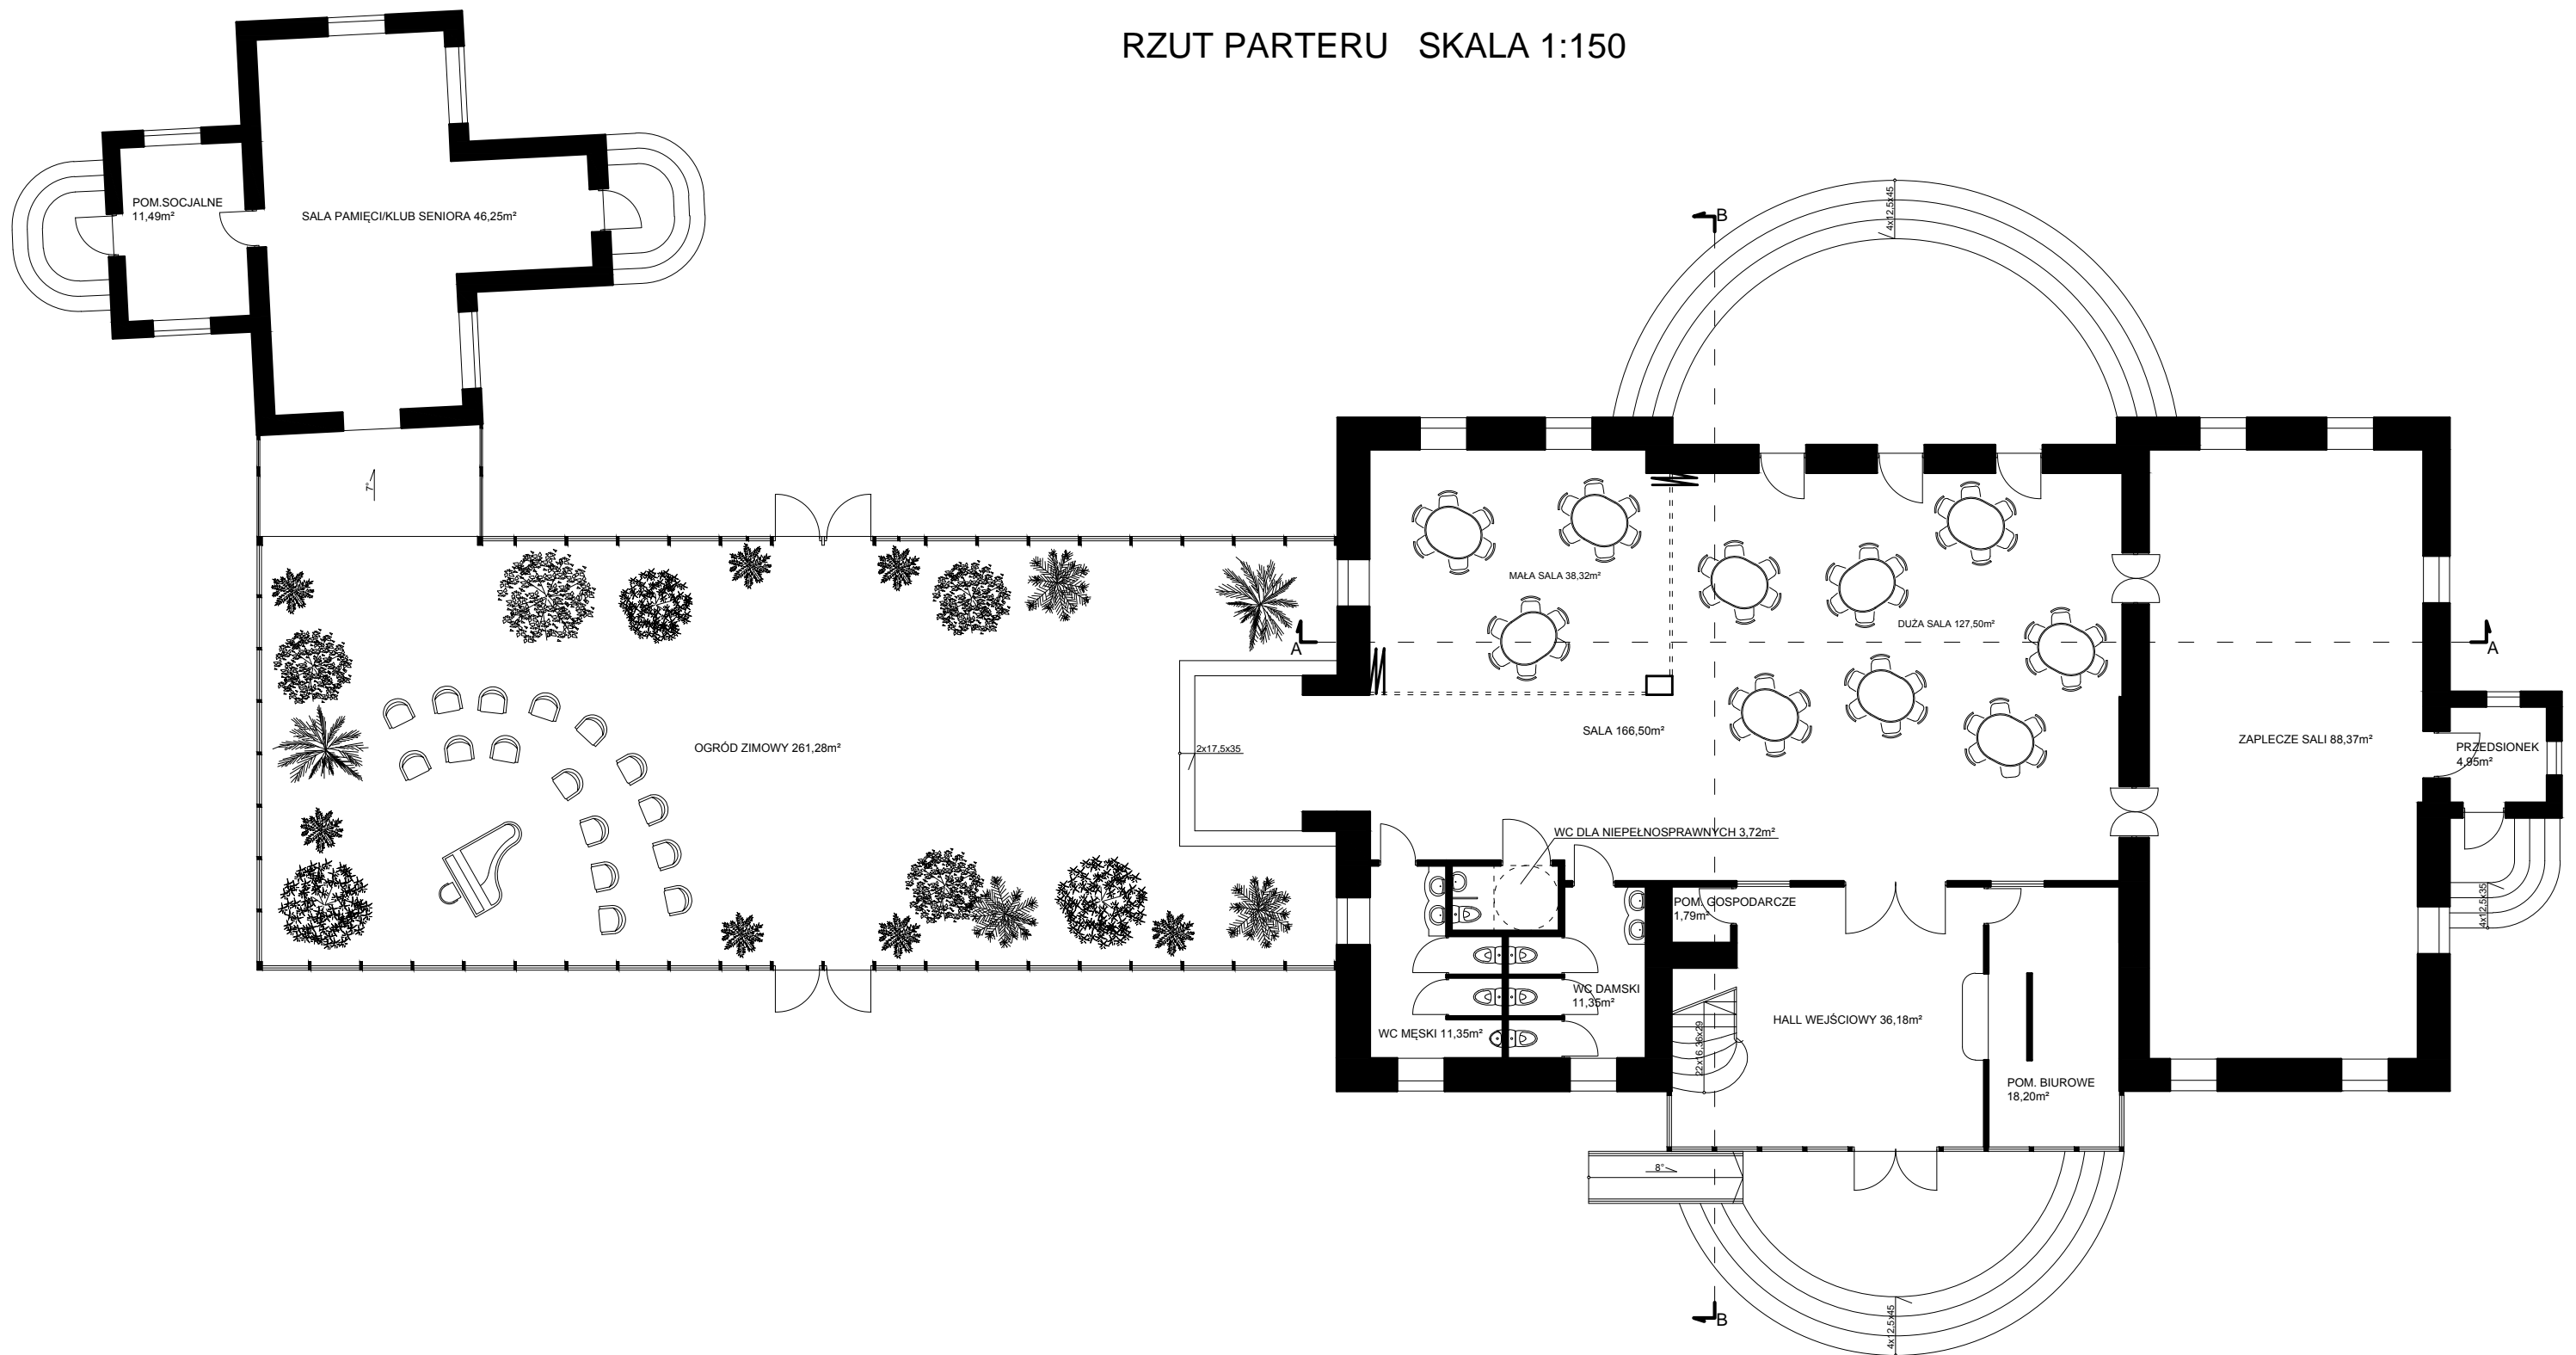 RZUT PARTERU SKALA 1:150
POM.SOCJALNE
11,49m²
SALA PAMIĘCI/KLUB SENIORA 46,25m²
4x12,5x45
B
7°
MAŁA SALA 38,32m²
DUŻA SALA 127,50m²
A
A
OGRÓD ZIMOWY 261,28m²
2x17,5x35
SALA 166,50m²
ZAPLECZE SALI 88,37m²
PRZEDSIONEK
4,95m²
WC DLA NIEPEŁNOSPRAWNYCH 3,72m²
POM. GOSPODARCZE
1,79m²
4x12,5x35
WC DAMSKI
11,35m²
WC MĘSKI 11,35m²
22x16,36x29
HALL WEJŚCIOWY 36,18m²
POM. BIUROWE
18,20m²
8°
B
4x12,5x45